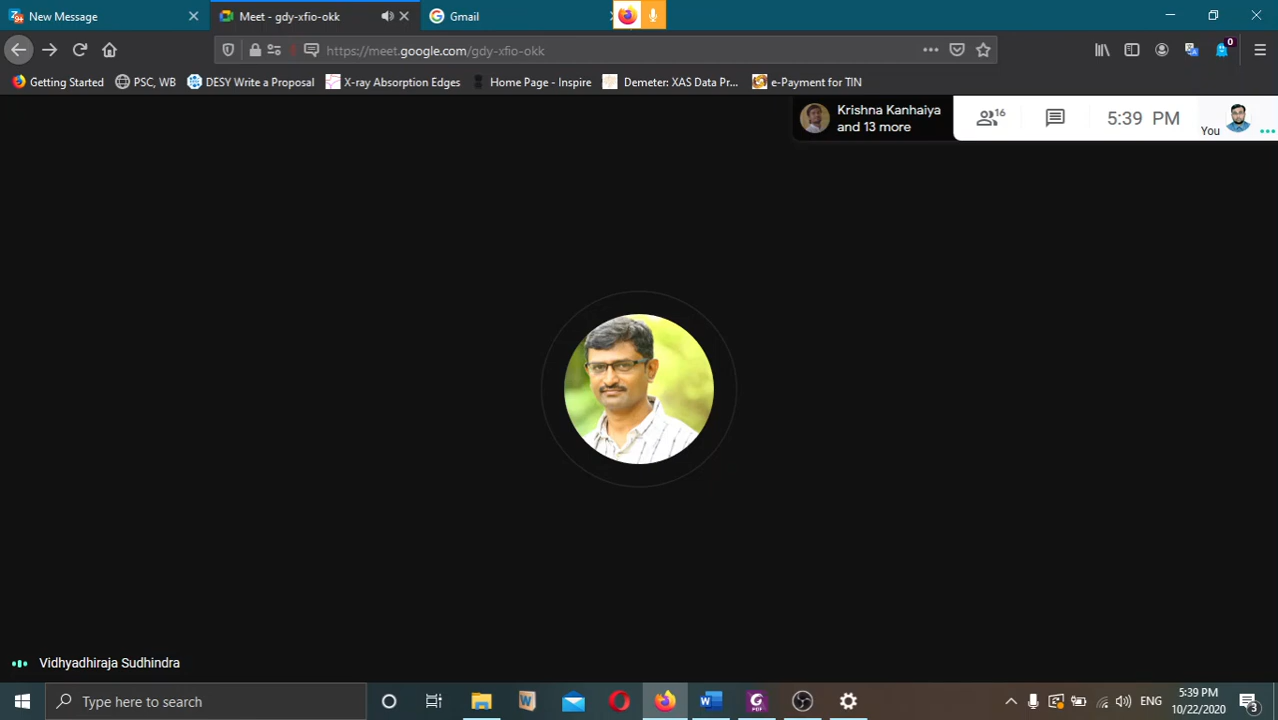 New Message
Meet - gdy-xfio-okk
Gmail
https://meet.google.com/gdy-xfio-okk
0
Getting Started
PSC, WB
DESY Write a Proposal
X-ray Absorption Edges
Home Page - Inspire
Demeter: XAS Data Pr...
e-Payment for TIN
Krishna Kanhaiya
and 13 more
16
5:39 PM
You
Vidhyadhiraja Sudhindra
Type here to search
W
PDF
ENG
5:39 PM
10/22/2020
3